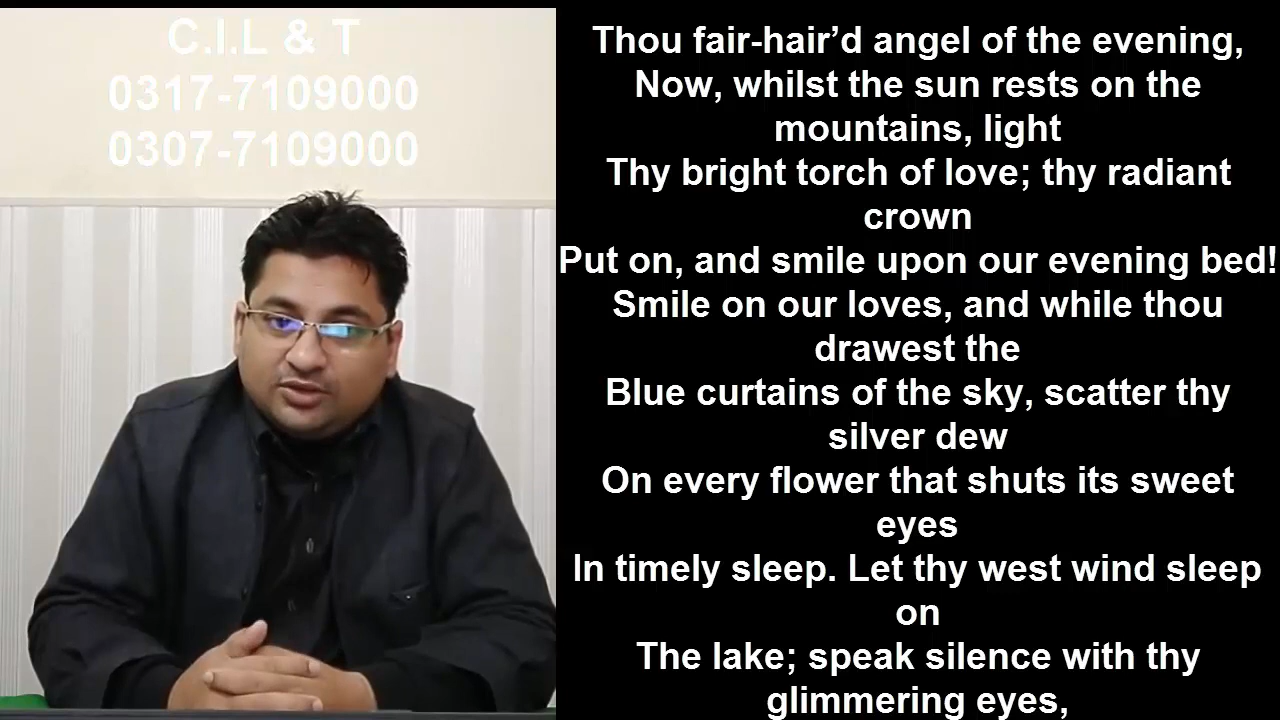 C.I.L & T
0317-7109000
0307-7109000
Thou fair-hair’d angel of the evening,
Now, whilst the sun rests on the
mountains, light
Thy bright torch of love; thy radiant
crown
Put on, and smile upon our evening bed!
Smile on our loves, and while thou
drawest the
Blue curtains of the sky, scatter thy
silver dew
On every flower that shuts its sweet
eyes
In timely sleep. Let thy west wind sleep
on
The lake; speak silence with thy
glimmering eyes,